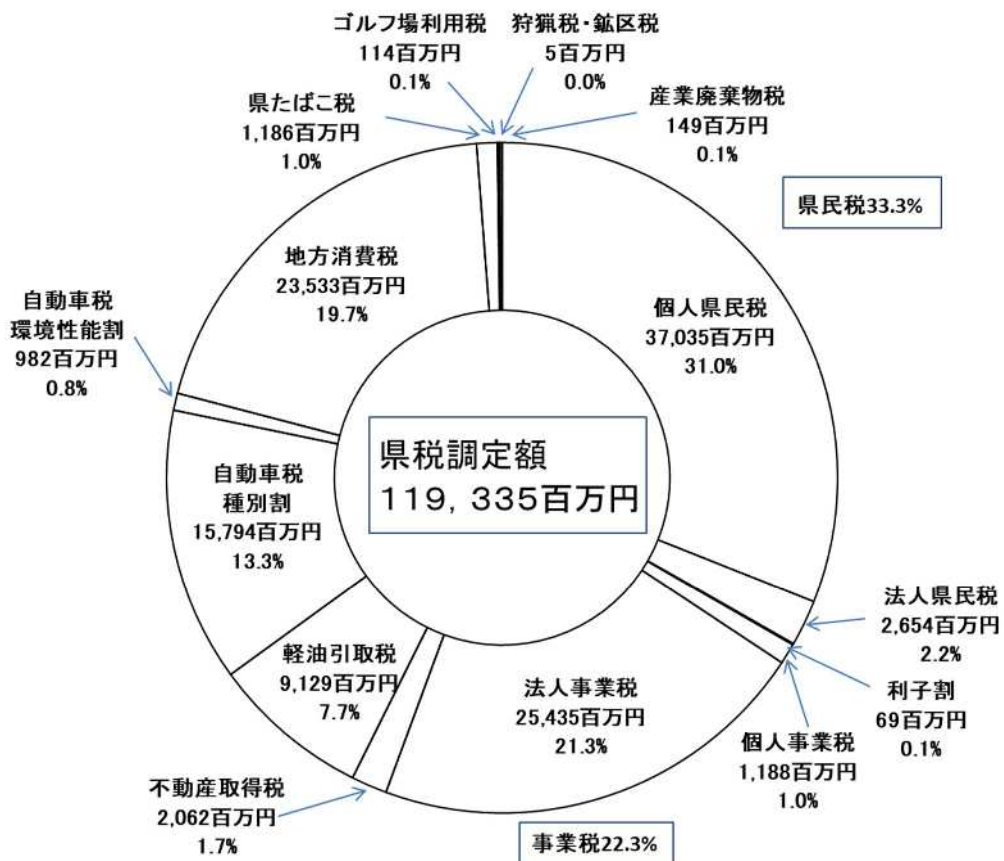 ゴルフ場利用税
114百万円
0.1%
狩猟税・鉱区税
5百万円
0.0%
産業廃棄物税
149百万円
0.1%
県たばこ税
1,186百万円
1.0%
県民税33.3%
地方消費税
23,533百万円
19.7%
個人県民税
37,035百万円
31.0%
自動車税
環境性能割
982百万円
0.8%
県税調定額
119,335百万円
自動車税
種別割
15,794百万円
13.3%
法人県民税
2,654百万円
2.2%
軽油引取税
9,129百万円
7.7%
法人事業税
25,435百万円
21.3%
利子割
69百万円
0.1%
個人事業税
1,188百万円
1.0%
不動産取得税
2,062百万円
1.7%
事業税22.3%